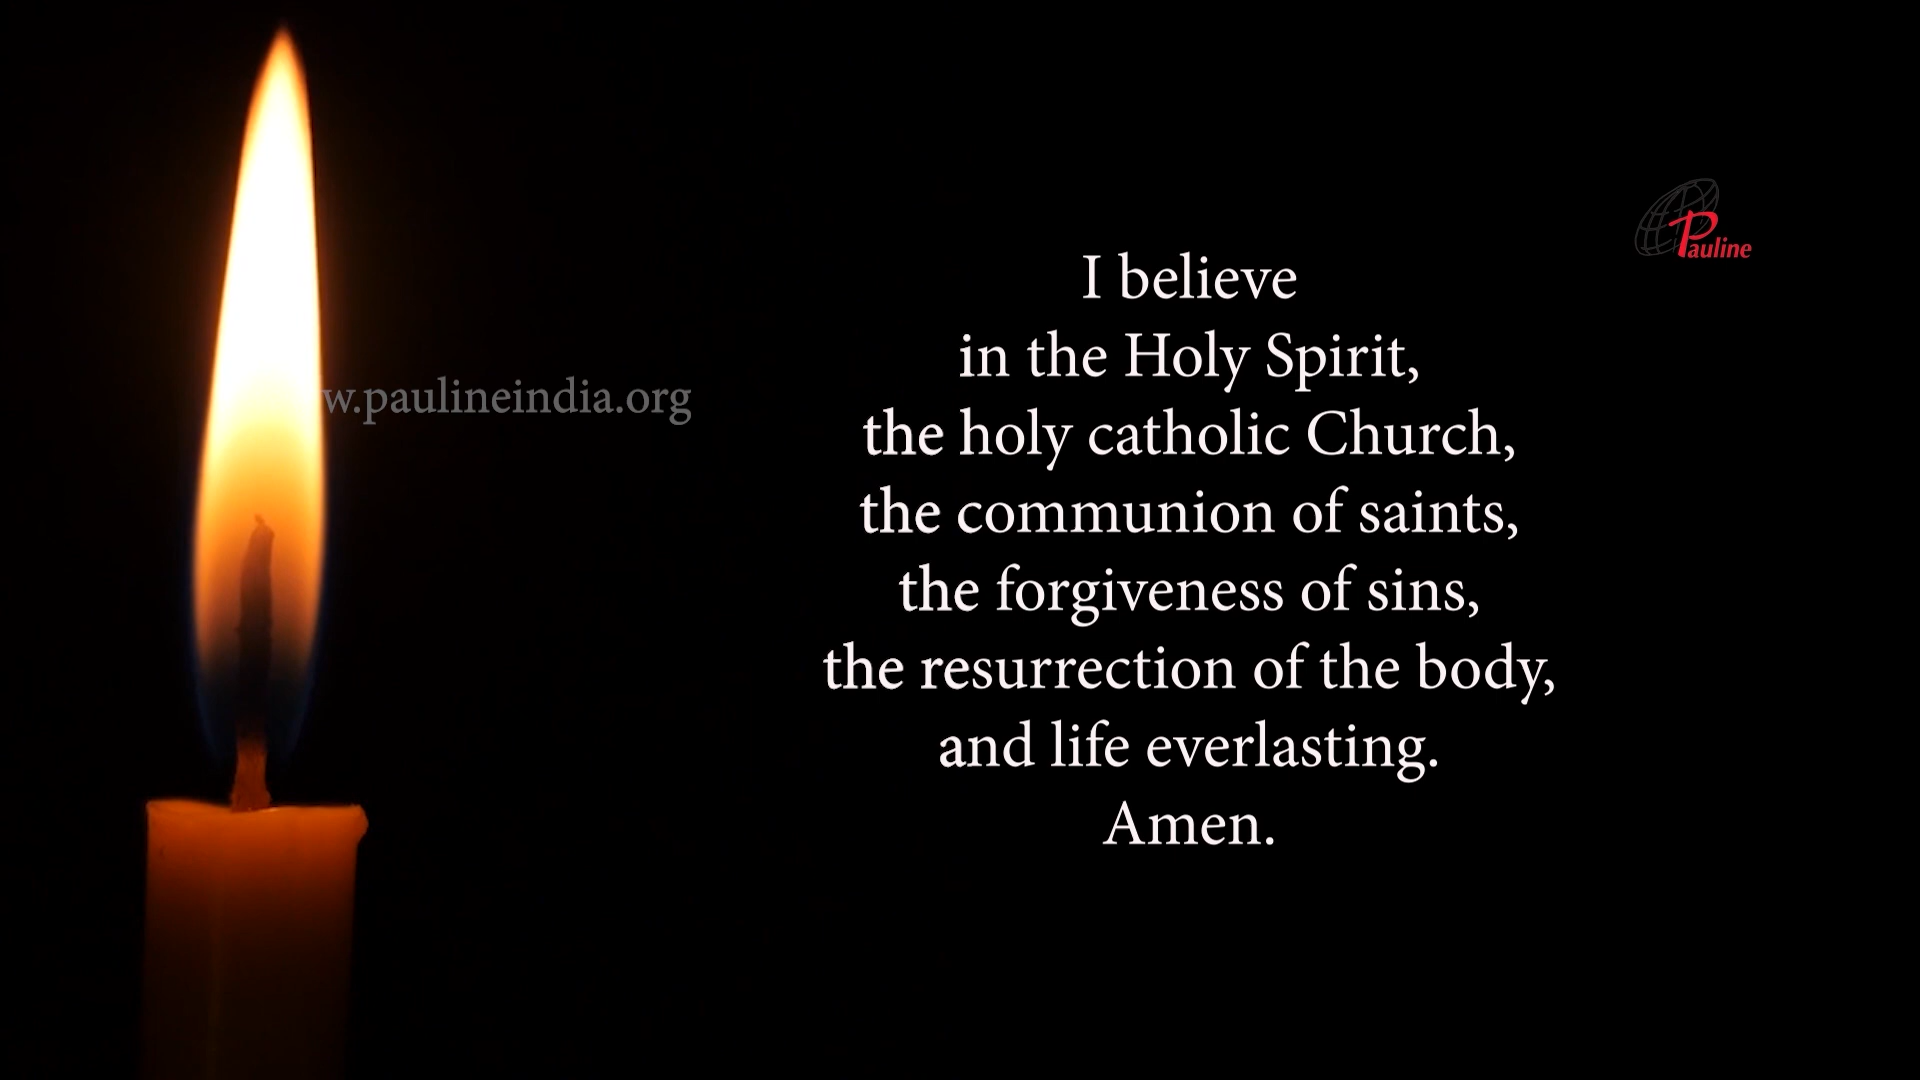 w.paulineindia.org
Pauline
I believe
in the Holy Spirit,
the holy catholic Church,
the communion of saints,
the forgiveness of sins,
the resurrection of the body,
and life everlasting.
Amen.